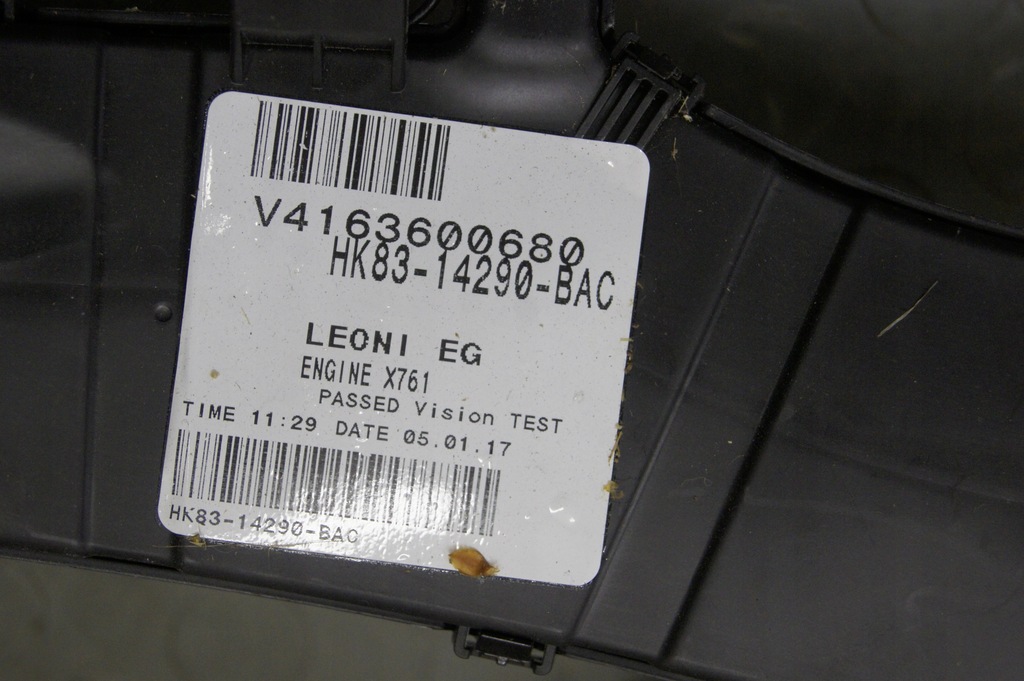 V4163600680
HK83-14290-BAC
LEONI EG
ENGINE X761
PASSED Vision TEST
TIME 11:29 DATE 05.01.17
HK83-14290-BAC